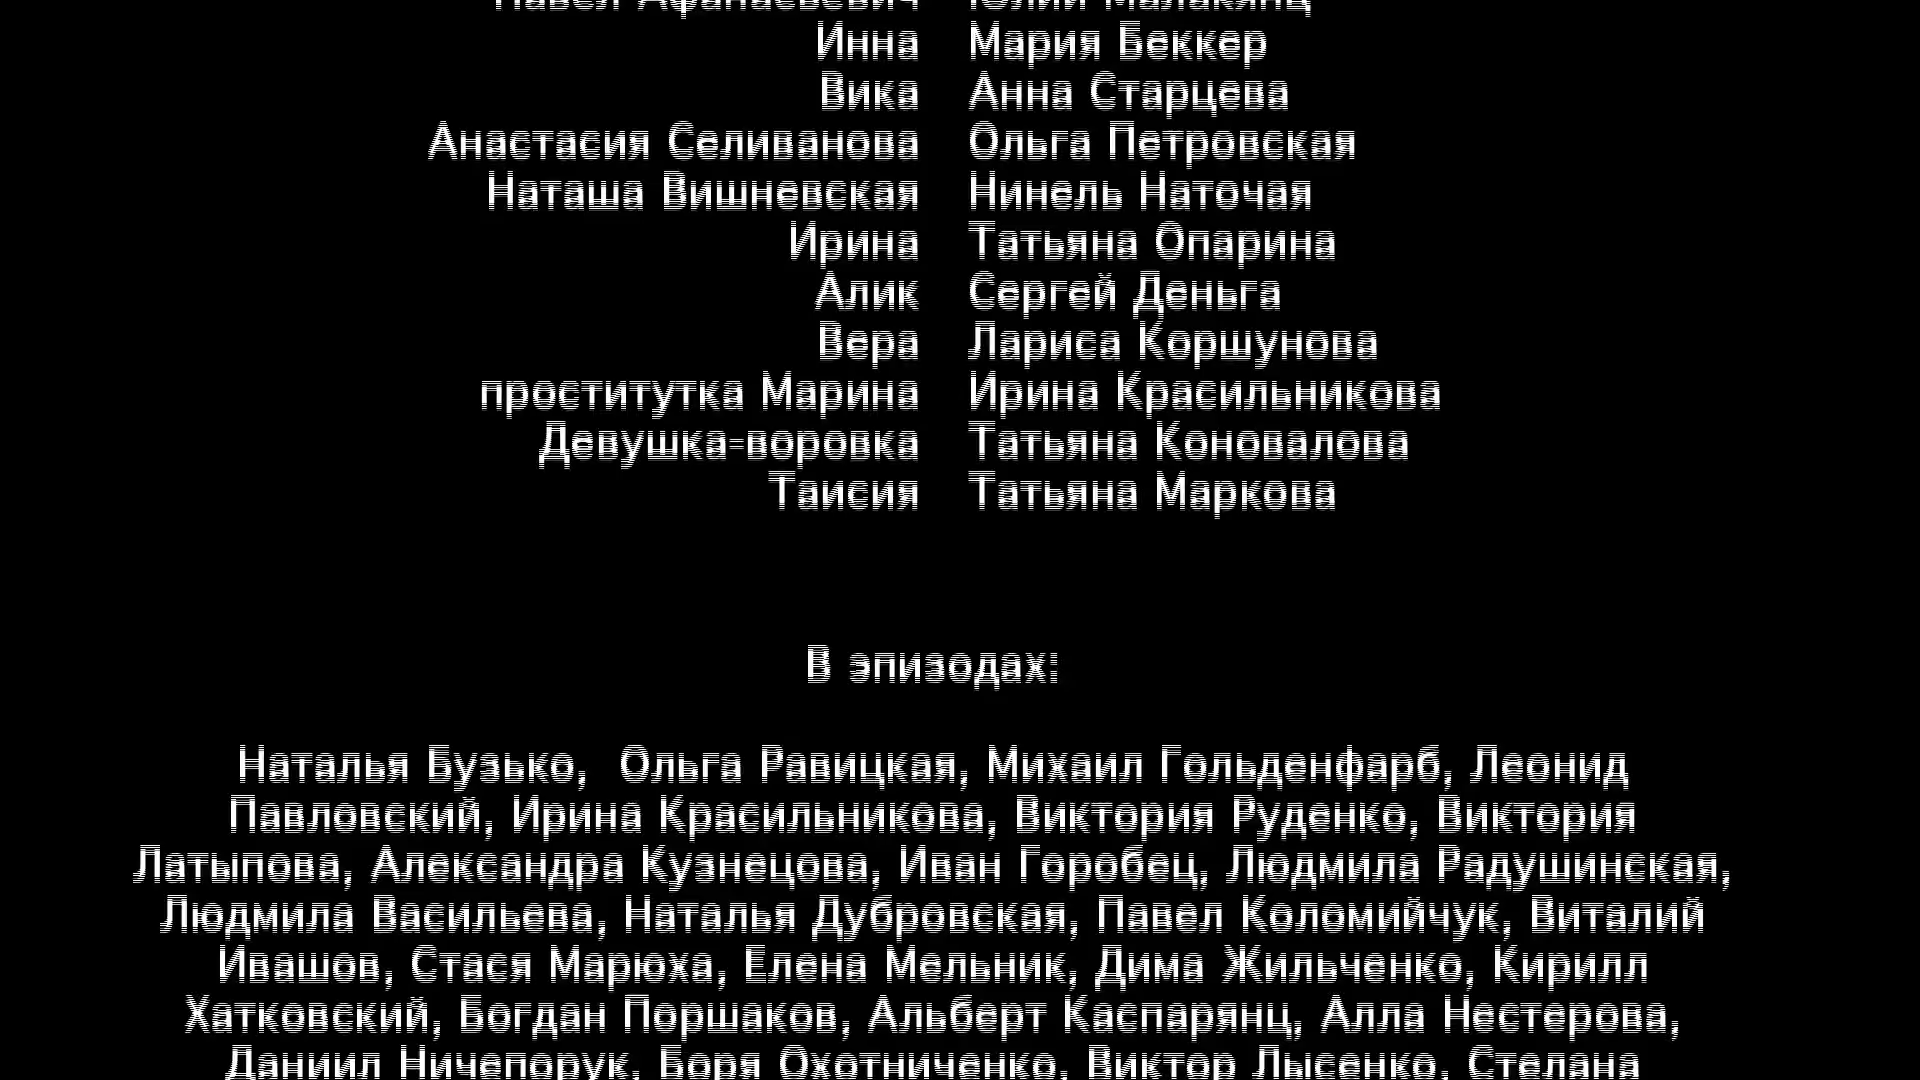 Павел Афанасьевич Юлий Малакянц
Инна Мария Беккер
Вика Анна Старцева
Анастасия Селиванова Ольга Петровская
Наташа Вишневская Нинель Наточая
Ирина Татьяна Опарина
Алик Сергей Деньга
Вера Лариса Коршунова
проститутка Марина Ирина Красильникова
Девушка-воровка Татьяна Коновалова
Таисия Татьяна Маркова
В эпизодах:
Наталья Бузько, Ольга Равицкая, Михаил Гольденфарб, Леонид
Павловский, Ирина Красильникова, Виктория Руденко, Виктория
Латыпова, Александра Кузнецова, Иван Горобец, Людмила Радушинская,
Людмила Васильева, Наталья Дубровская, Павел Коломийчук, Виталий
Ивашов, Стася Марюха, Елена Мельник, Дима Жильченко, Кирилл
Хатковский, Богдан Поршаков, Альберт Каспарянц, Алла Нестерова,
Даниил Ничепорук, Боря Охотниченко, Виктор Лысенко, Стелана